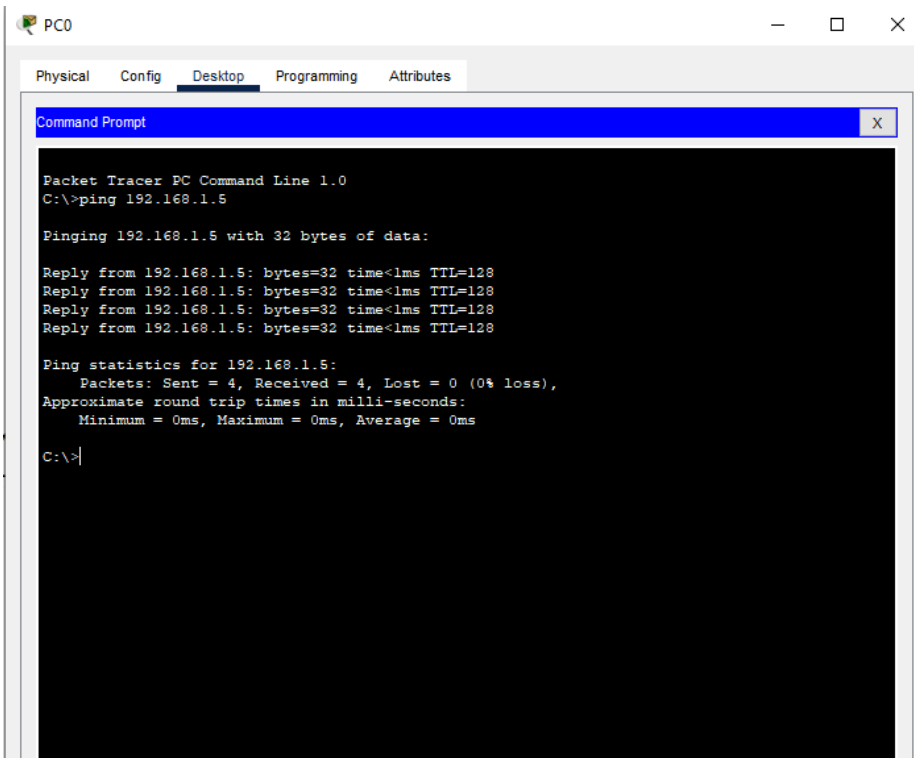 PC0
Physical Config Desktop Programming Attributes
Command Prompt
X
Packet Tracer PC Command Line 1.0
C:\>ping 192.168.1.5
Pinging 192.168.1.5 with 32 bytes of data:
Reply from 192.168.1.5: bytes=32 time<1ms TTL=128
Reply from 192.168.1.5: bytes=32 time<1ms TTL=128
Reply from 192.168.1.5: bytes=32 time<1ms TTL=128
Reply from 192.168.1.5: bytes=32 time<1ms TTL=128
Ping statistics for 192.168.1.5:
Packets: Sent = 4, Received = 4, Lost = 0 (0% loss),
Approximate round trip times in milli-seconds:
Minimum = 0ms, Maximum = 0ms, Average = 0ms
C:\>